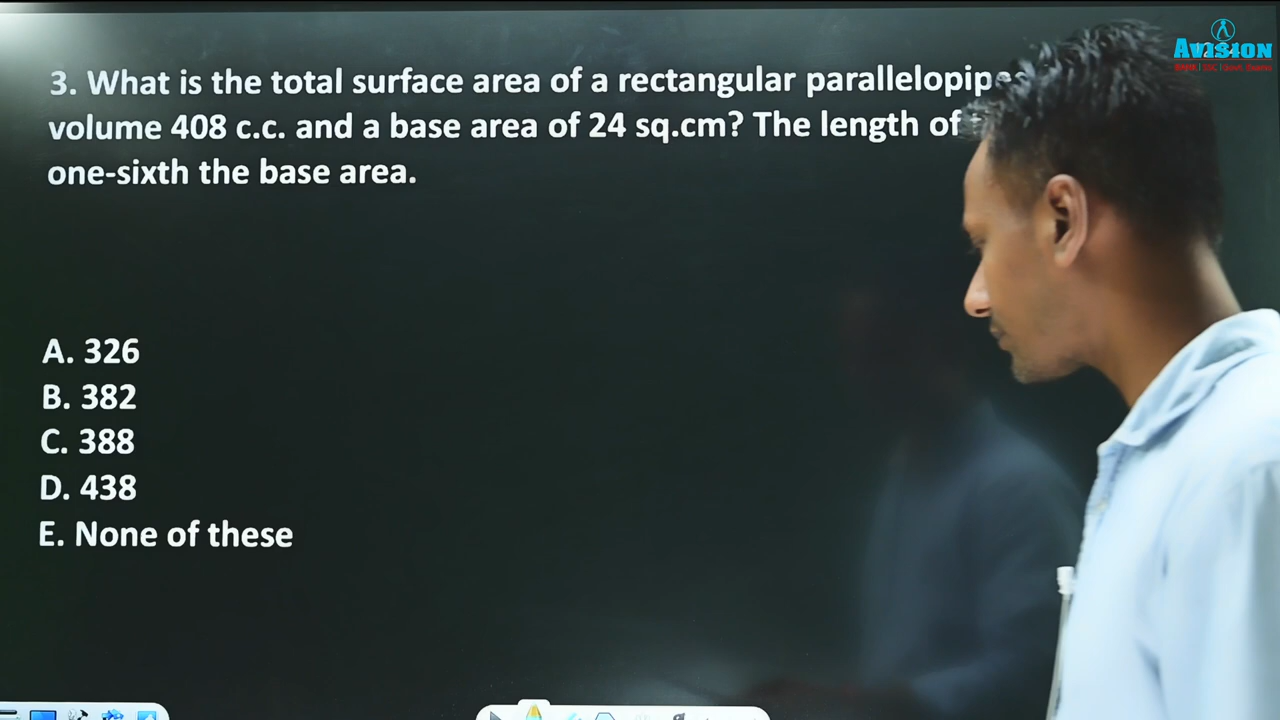 AVISION
3. What is the total surface area of a rectangular
volume 408 c.c. and a base area of 24 sq.cm? The length of
one-sixth the base area.
A. 326
B. 382
C. 388
D. 438
E. None of these